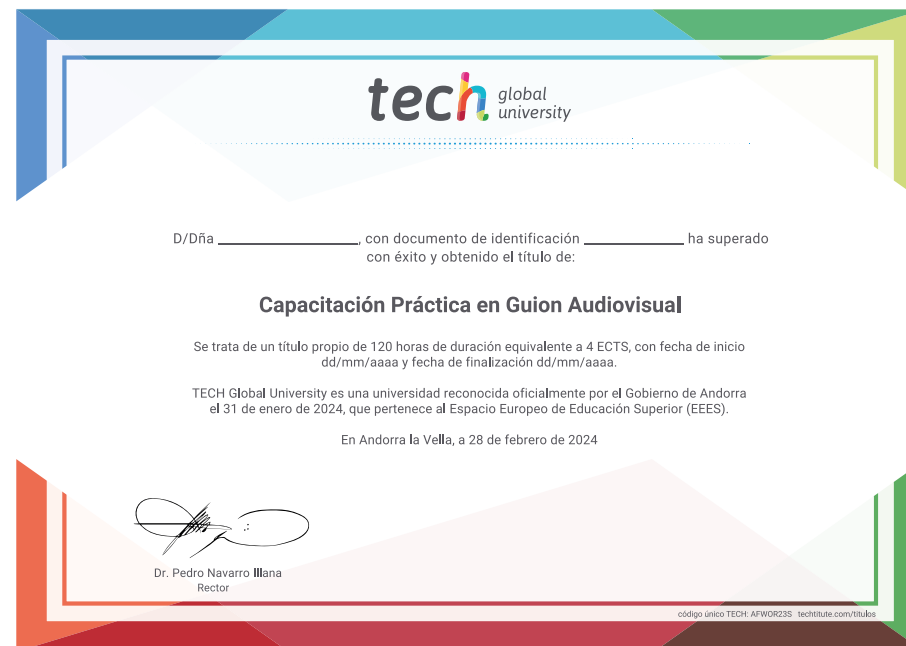 tech global university
D/Dña ____________________, con documento de identificación ______________ ha superado
con éxito y obtenido el título de:
Capacitación Práctica en Guion Audiovisual
Se trata de un título propio de 120 horas de duración equivalente a 4 ECTS, con fecha de inicio
dd/mm/aaaa y fecha de finalización dd/mm/aaaa.
TECH Global University es una universidad reconocida oficialmente por el Gobierno de Andorra
el 31 de enero de 2024, que pertenece al Espacio Europeo de Educación Superior (EEES).
En Andorra la Vella, a 28 de febrero de 2024
Dr. Pedro Navarro Illana
Rector
código único TECH: AFWOR23S techtitute.com/titulos